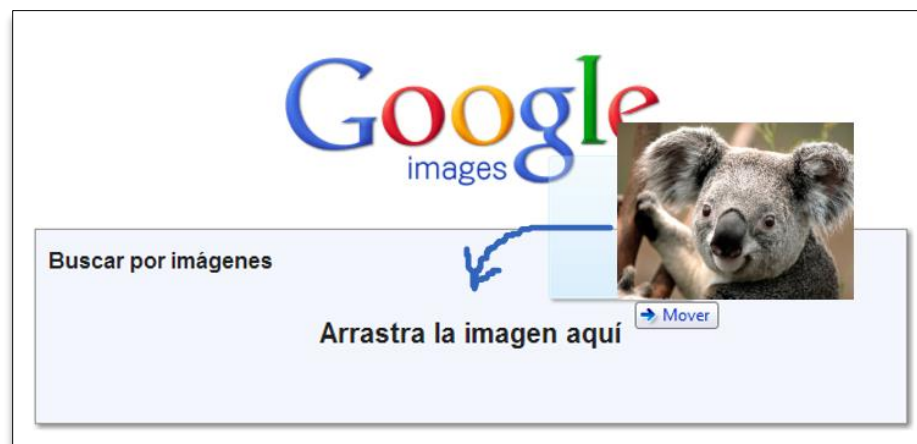 Google
images
Buscar por imágenes
Arrastra la imagen aquí
Mover